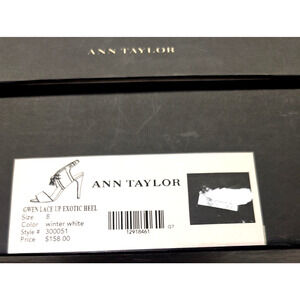 ANN TAYLOR
ANN TAYLOR
GWEN LACE UP EXOTIC HEEL
Size 8
Color winter white
Style # 300051
Price $158.00
12918461
07